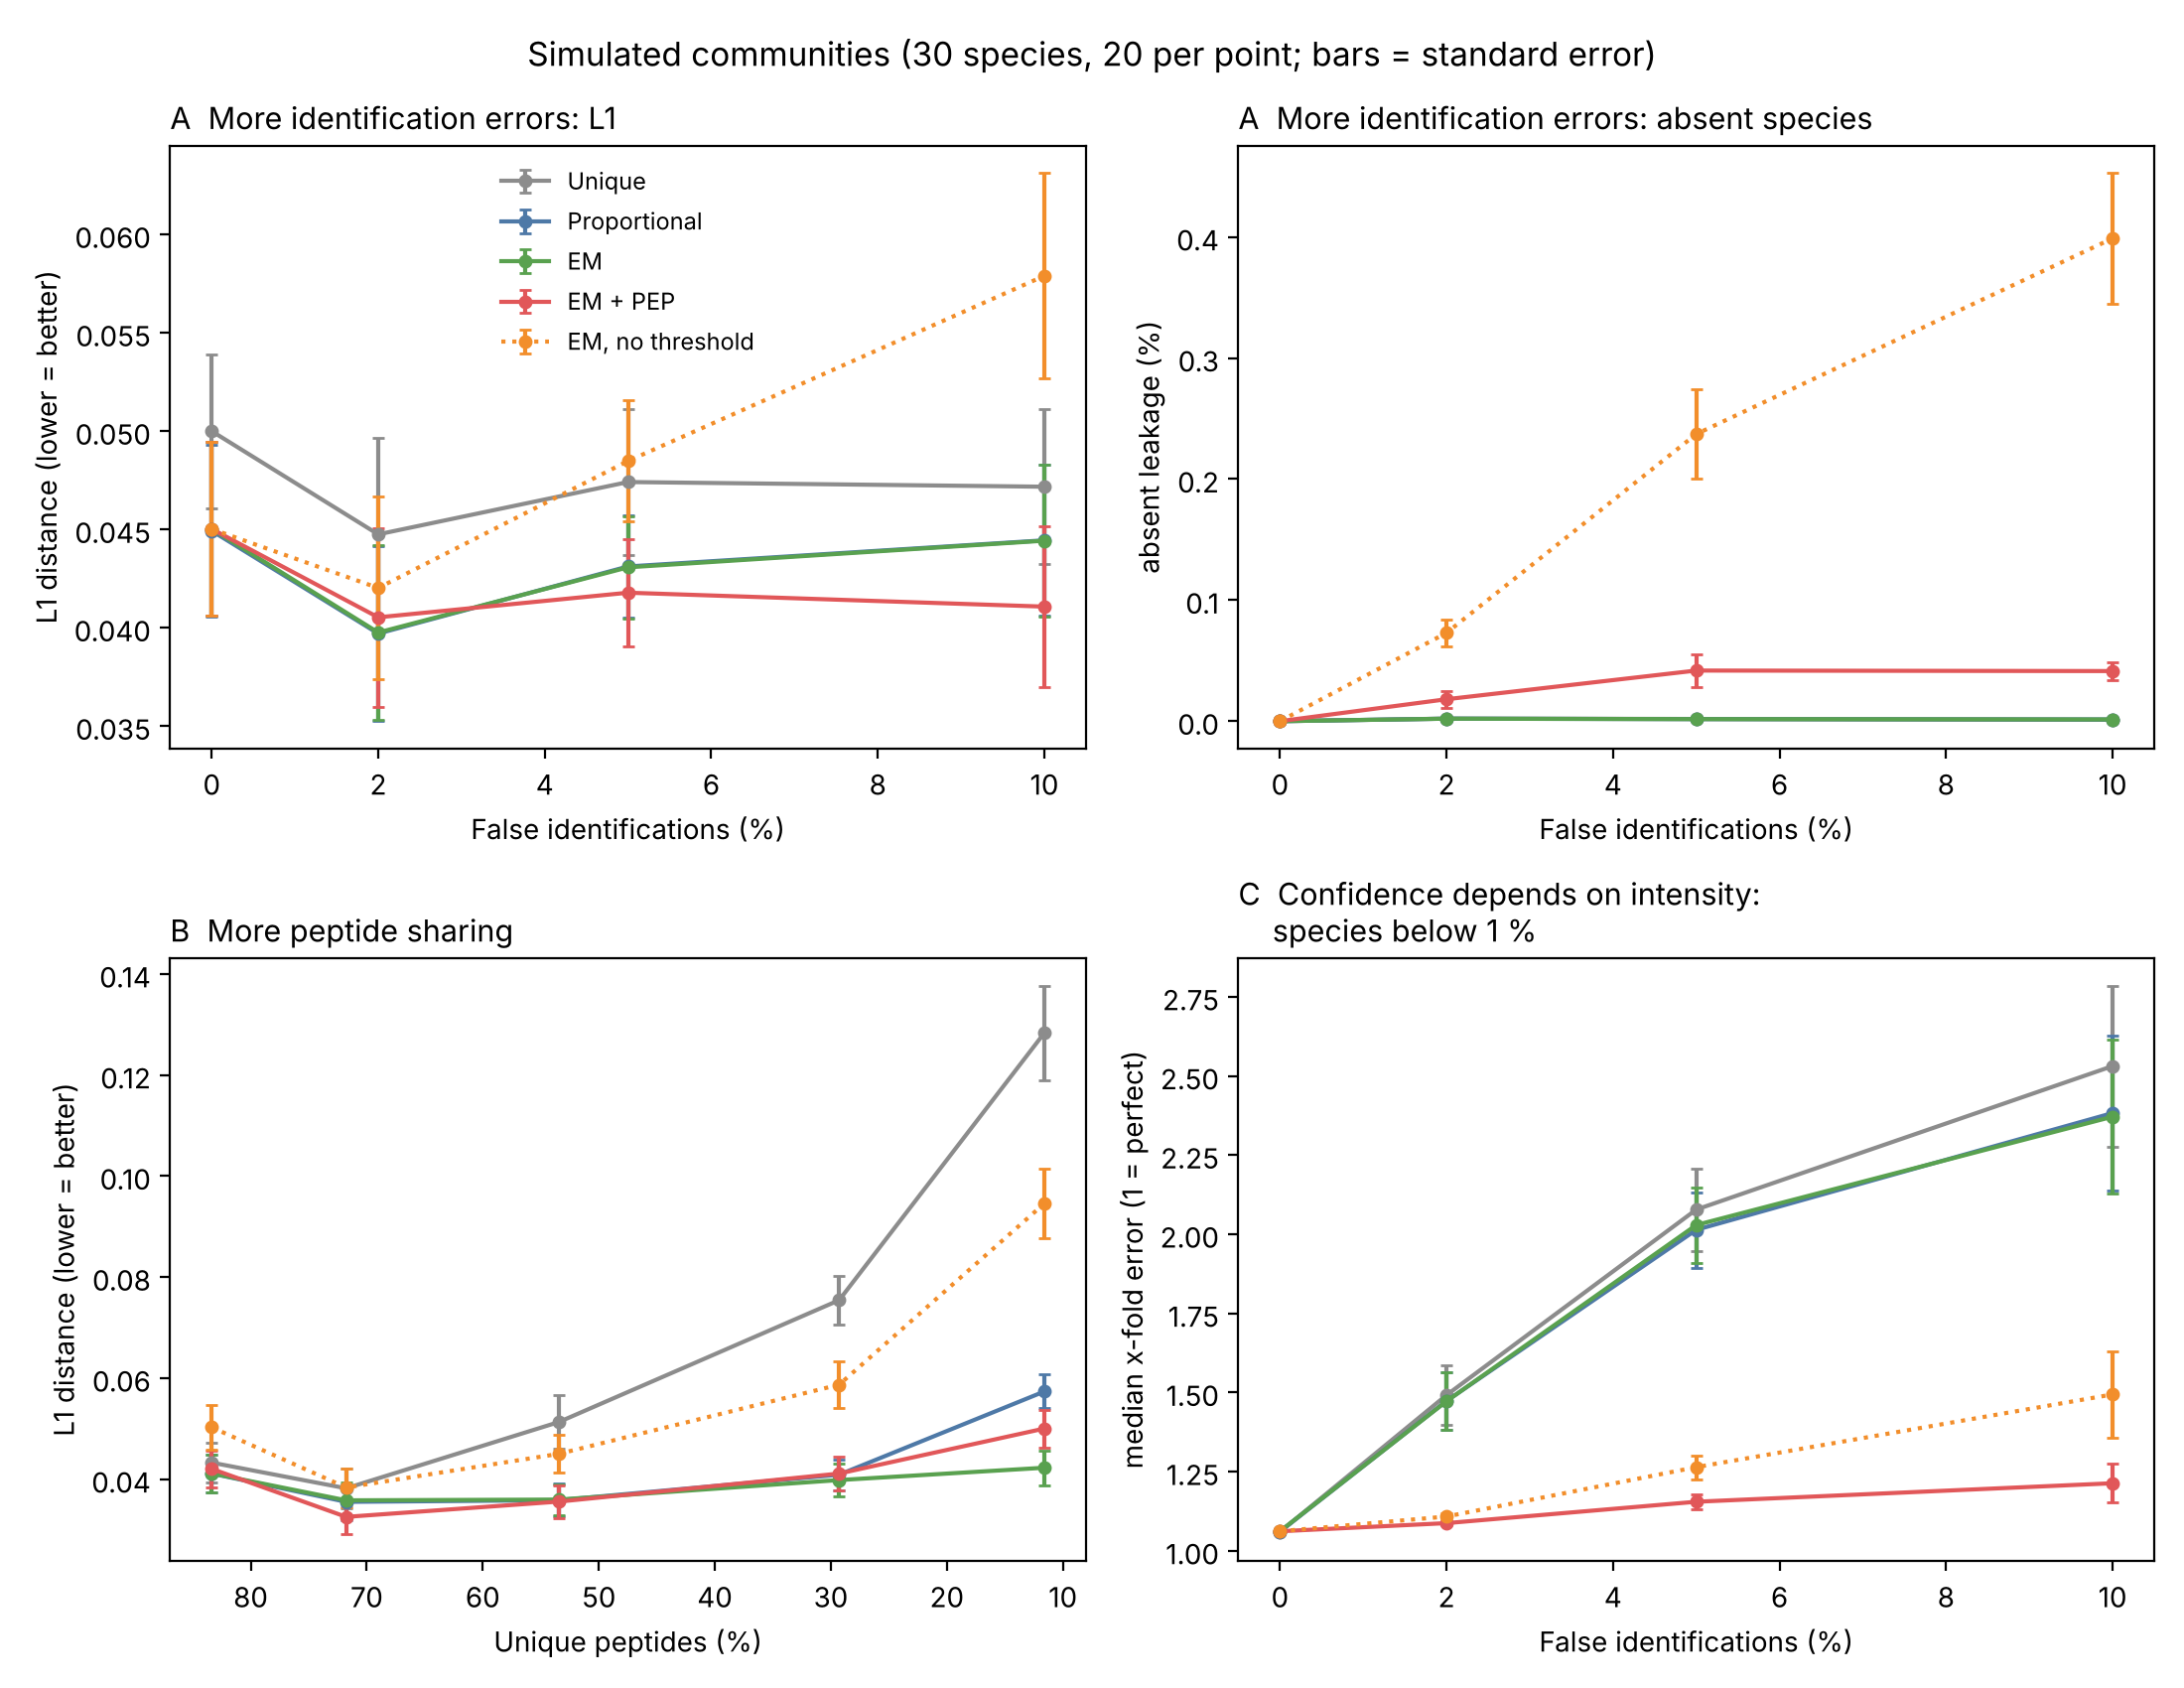 Simulated communities (30 species, 20 per point; bars = standard error)
A More identification errors: L1
L1 distance (lower = better)
0.060
0.055
0.050
0.045
0.040
0.035
Unique
Proportional
EM
EM + PEP
EM, no threshold
0 2 4 6 8 10
False identifications (%)
A More identification errors: absent species
absent leakage (%)
0.4
0.3
0.2
0.1
0.0
0 2 4 6 8 10
False identifications (%)
B More peptide sharing
L1 distance (lower = better)
0.14
0.12
0.10
0.08
0.06
0.04
80 70 60 50 40 30 20 10
Unique peptides (%)
C Confidence depends on intensity:
species below 1 %
median x-fold error (1 = perfect)
2.75
2.50
2.25
2.00
1.75
1.50
1.25
1.00
0 2 4 6 8 10
False identifications (%)